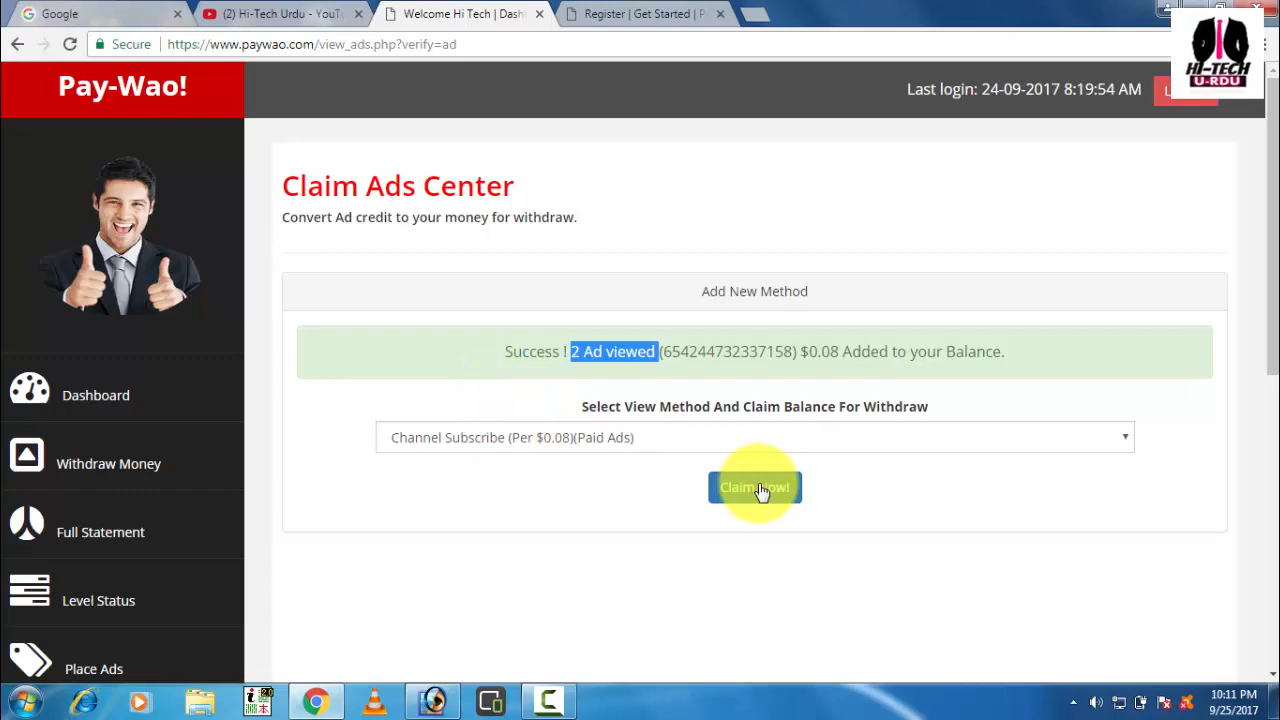 Google
(2) Hi-Tech Urdu - YouT
Welcome Hi Tech | Dash
Register | Get Started | P
Secure
https://www.paywao.com/view_ads.php?verify=ad
HI-TECH
U-RDU
Pay-Wao!
Last login: 24-09-2017 8:19:54 AM
Claim Ads Center
Convert Ad credit to your money for withdraw.
Add New Method
Success ! 2 Ad viewed (654244732337158) $0.08 Added to your Balance.
Select View Method And Claim Balance For Withdraw
Channel Subscribe (Per $0.08)(Paid Ads)
Claim Now!
Dashboard
Withdraw Money
Full Statement
Level Status
Place Ads
10:11 PM
9/25/2017